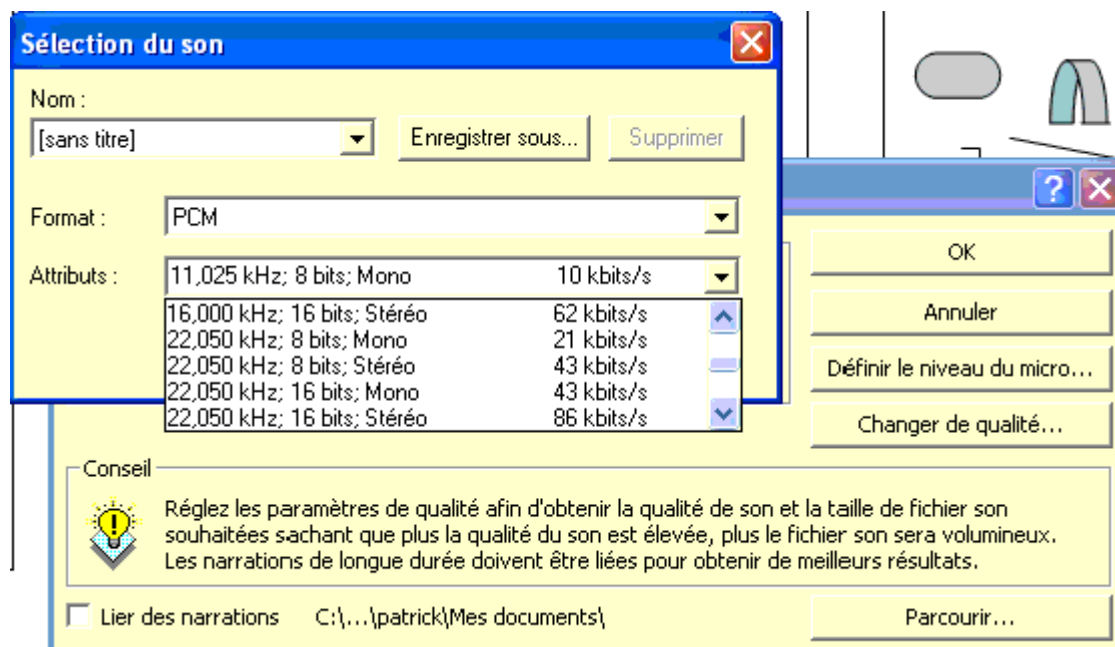 Sélection du son
Nom :
[sans titre]
Enregistrer sous...
Supprimer
Format :
PCM
Attributs :
11,025 kHz; 8 bits; Mono 10 kbits/s
16,000 kHz; 16 bits; Stéréo 62 kbits/s
22,050 kHz; 8 bits; Mono 21 kbits/s
22,050 kHz; 8 bits; Stéréo 43 kbits/s
22,050 kHz; 16 bits; Mono 43 kbits/s
22,050 kHz; 16 bits; Stéréo 86 kbits/s
OK
Annuler
Définir le niveau du micro...
Changer de qualité...
Conseil
Réglez les paramètres de qualité afin d'obtenir la qualité de son et la taille de fichier son
souhaitées sachant que plus la qualité du son est élevée, plus le fichier son sera volumineux.
Les narrations de longue durée doivent être liées pour obtenir de meilleurs résultats.
Lier des narrations C:\...\patrick\Mes documents\
Parcourir...